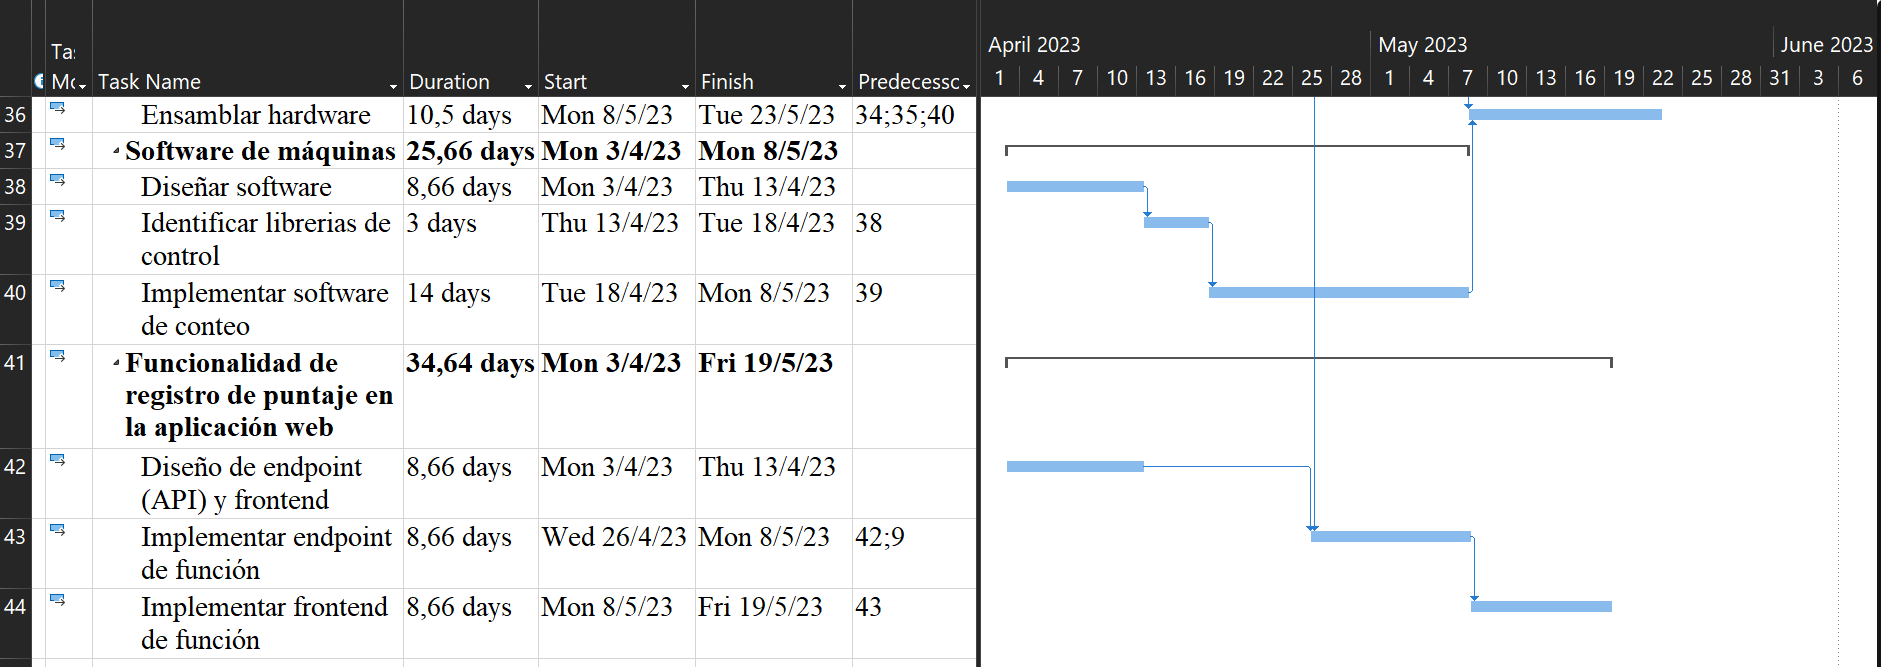 April 2023 May 2023 June 2023
Task Name Duration Start Finish
1 4 7 10 13 16 19 22 25 28 1 4 7 10 13 16 19 22 25 28 31 3 6
36 Ensamblar hardware 10,5 days Mon 8/5/23 Tue 23/5/23 34;35;40
37 Software de máquinas 25,66 days Mon 3/4/23 Mon 8/5/23
38 Diseñar software 8,66 days Mon 3/4/23 Thu 13/4/23
39 Identificar librerias de 3 days Thu 13/4/23 Tue 18/4/23 38
control
40 Implementar software 14 days Tue 18/4/23 Mon 8/5/23 39
de conteo
41 Funcionalidad de 34,64 days Mon 3/4/23 Fri 19/5/23
registro de puntaje en
la aplicación web
42 Diseño de endpoint 8,66 days Mon 3/4/23 Thu 13/4/23
(API) y frontend
43 Implementar endpoint 8,66 days Wed 26/4/23 Mon 8/5/23 42;9
de función
44 Implementar frontend 8,66 days Mon 8/5/23 Fri 19/5/23 43
de función